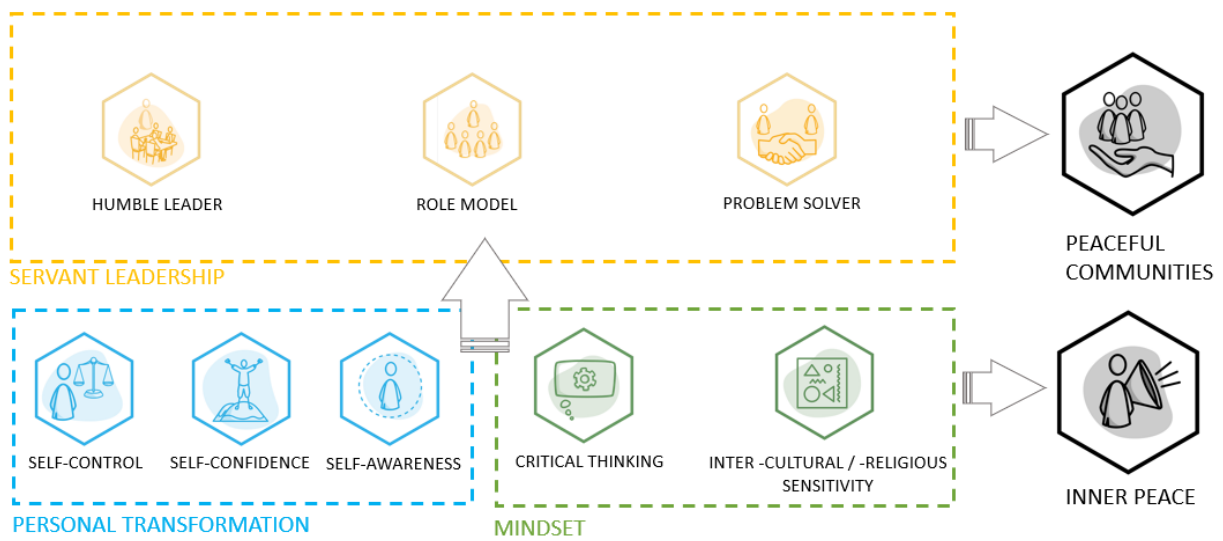 HUMBLE LEADER
ROLE MODEL
PROBLEM SOLVER
SERVANT LEADERSHIP
PEACEFUL
COMMUNITIES
SELF-CONTROL
SELF-CONFIDENCE
SELF-AWARENESS
PERSONAL TRANSFORMATION
CRITICAL THINKING
INTER -CULTURAL / -RELIGIOUS
SENSITIVITY
MINDSET
INNER PEACE